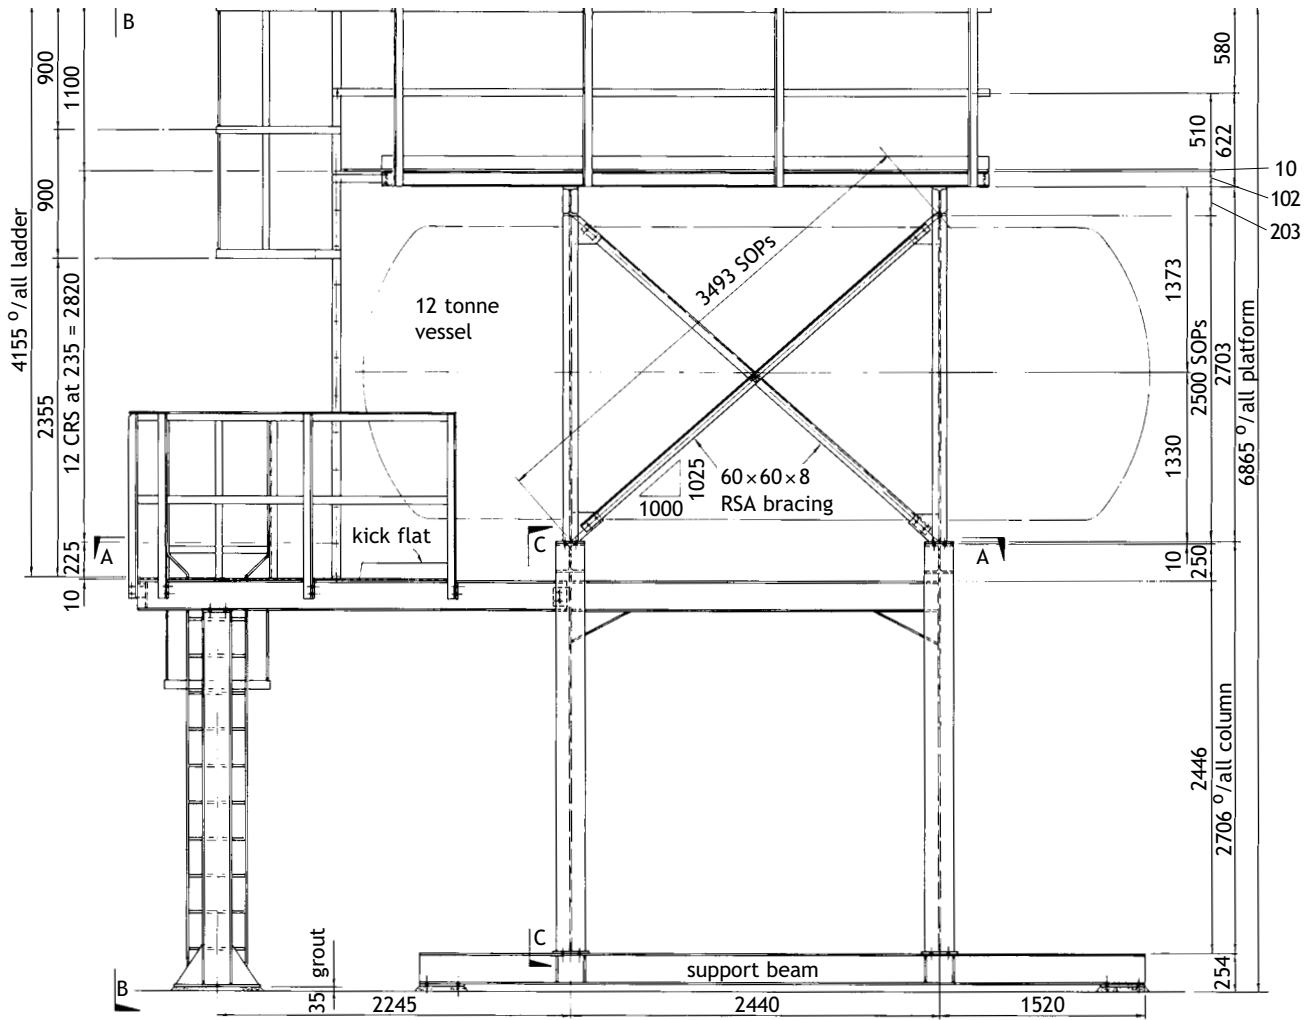 B
900
900
1100
4155 o/all ladder
2355
12 CRS at 235 = 2820
225
10
A
580
510
622
10
102
203
1373
2500 SOPs
2703
6865 o/all platform
1330
10
250
2446
2706 o/all column
254
12 tonne
vessel
3493 SOPs
1025
1000
60×60×8
RSA bracing
kick flat
C
A
C
support beam
35
grout
B
2245
2440
1520